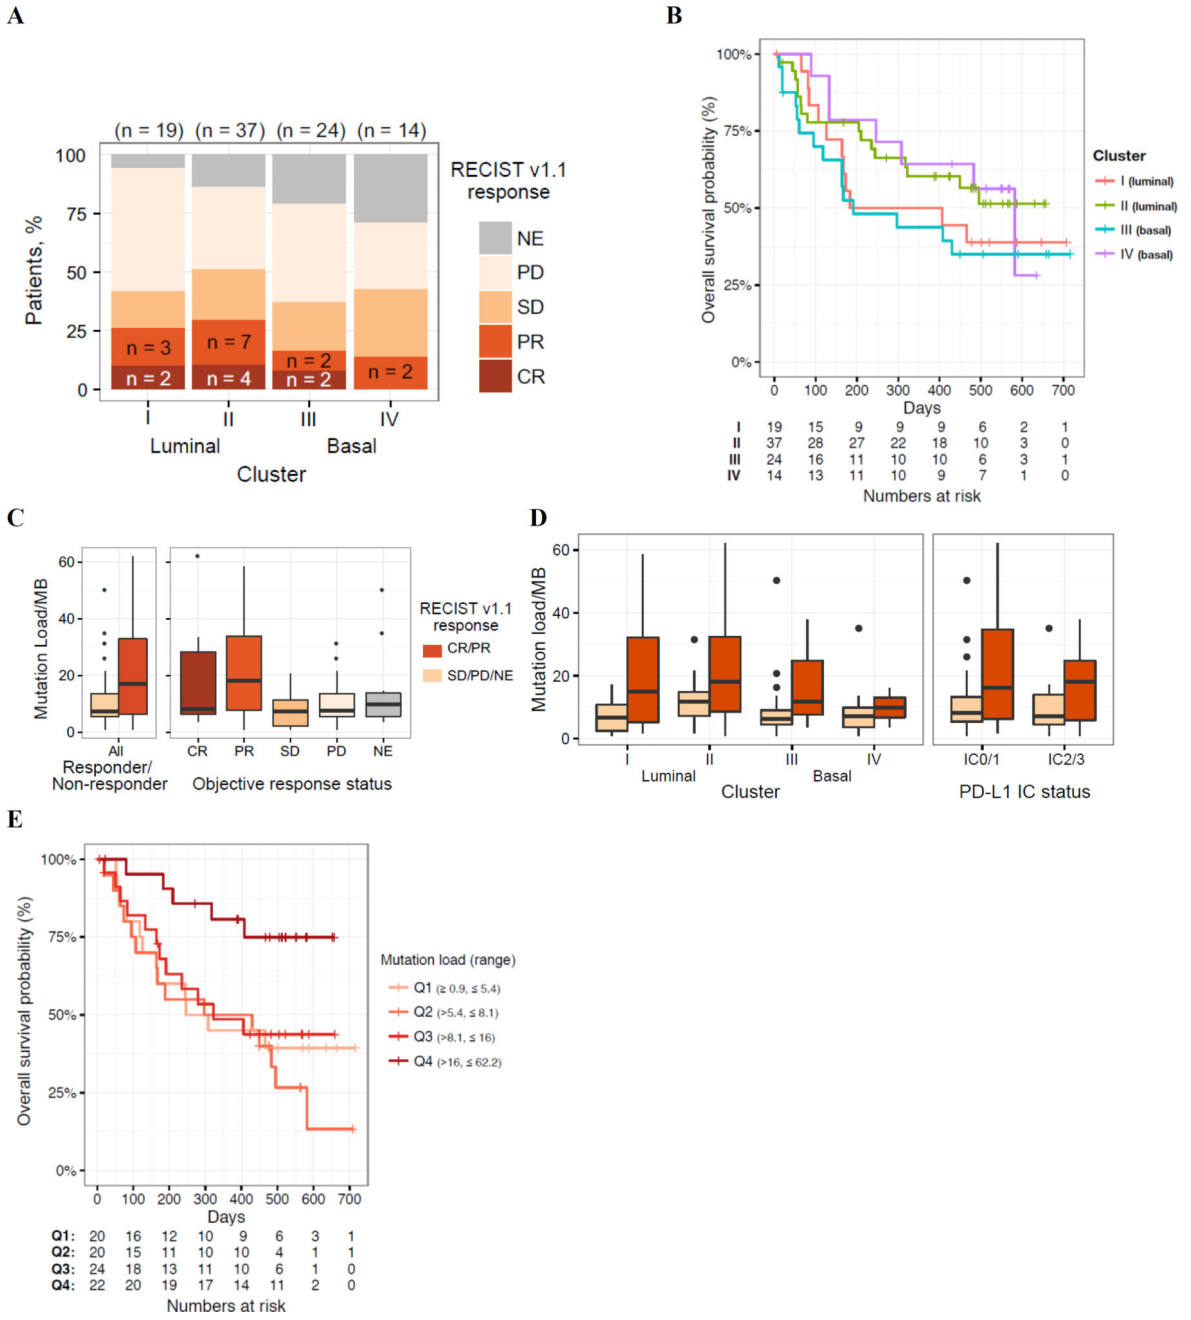 A
(n = 19) (n = 37) (n = 24) (n = 14)
100
75
50
25
0
Patients, %
n = 3
n = 2
n = 7
n = 4
n = 2
n = 2
n = 2
I II III IV
Luminal Basal
Cluster
RECIST v1.1
response
NE
PD
SD
PR
CR
B
100%
75%
50%
25%
0%
Overall survival probability (%)
0 100 200 300 400 500 600 700
Days
Cluster
I (luminal)
II (luminal)
III (basal)
IV (basal)
I 19 15 9 9 9 6 2 1
II 37 28 27 22 18 10 3 0
III 24 16 11 10 10 6 3 1
IV 14 13 11 10 9 7 1 0
Numbers at risk
C
60
40
20
0
Mutation Load/MB
All
Responder/
Non-responder
CR PR SD PD NE
Objective response status
RECIST v1.1
response
CR/PR
SD/PD/NE
D
60
40
20
0
Mutation load/MB
I II III IV
Luminal Basal
Cluster
IC0/1 IC2/3
PD-L1 IC status
E
100%
75%
50%
25%
0%
Overall survival probability (%)
0 100 200 300 400 500 600 700
Days
Mutation load (range)
Q1 (≥ 0.9, ≤ 5.4)
Q2 (>5.4, ≤ 8.1)
Q3 (>8.1, ≤ 16)
Q4 (>16, ≤ 62.2)
Q1: 20 16 12 10 9 6 3 1
Q2: 20 15 11 10 10 4 1 1
Q3: 24 18 13 11 10 6 1 0
Q4: 22 20 19 17 14 11 2 0
Numbers at risk